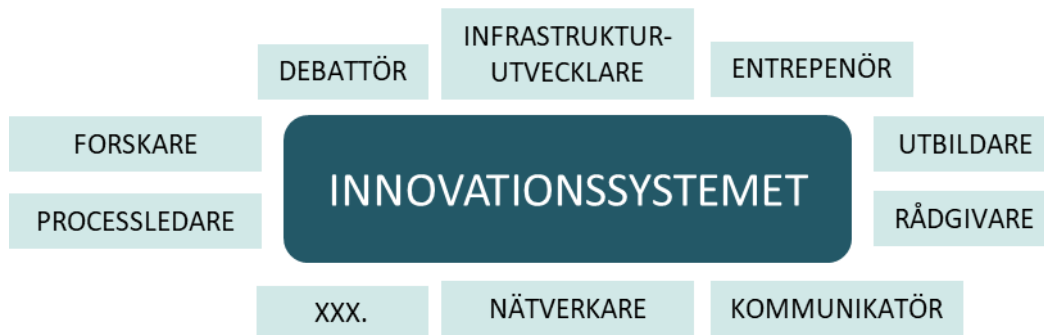 DEBATTÖR
INFRASTRUKTUR-
UTVECKLARE
ENTREPENÖR
FORSKARE
UTBILDARE
INNOVATIONSSYSTEMET
PROCESSLEDARE
RÅDGIVARE
XXX.
NÄTVERKARE
KOMMUNIKATÖR